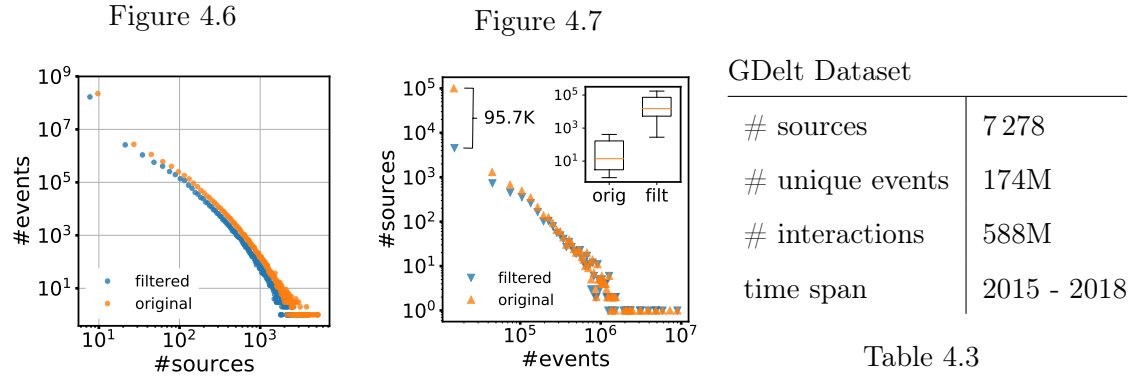 Figure 4.6
10^9
10^7
10^5
10^3
10^1
#events
filtered
original
10^1
10^2
10^3
#sources
Figure 4.7
10^5
10^4
10^3
10^2
10^1
10^0
#sources
95.7K
10^5
10^3
10^1
orig
filt
filtered
original
10^5
10^6
10^7
#events
GDelt Dataset
# sources 7 278
# unique events 174M
# interactions 588M
time span 2015 - 2018
Table 4.3